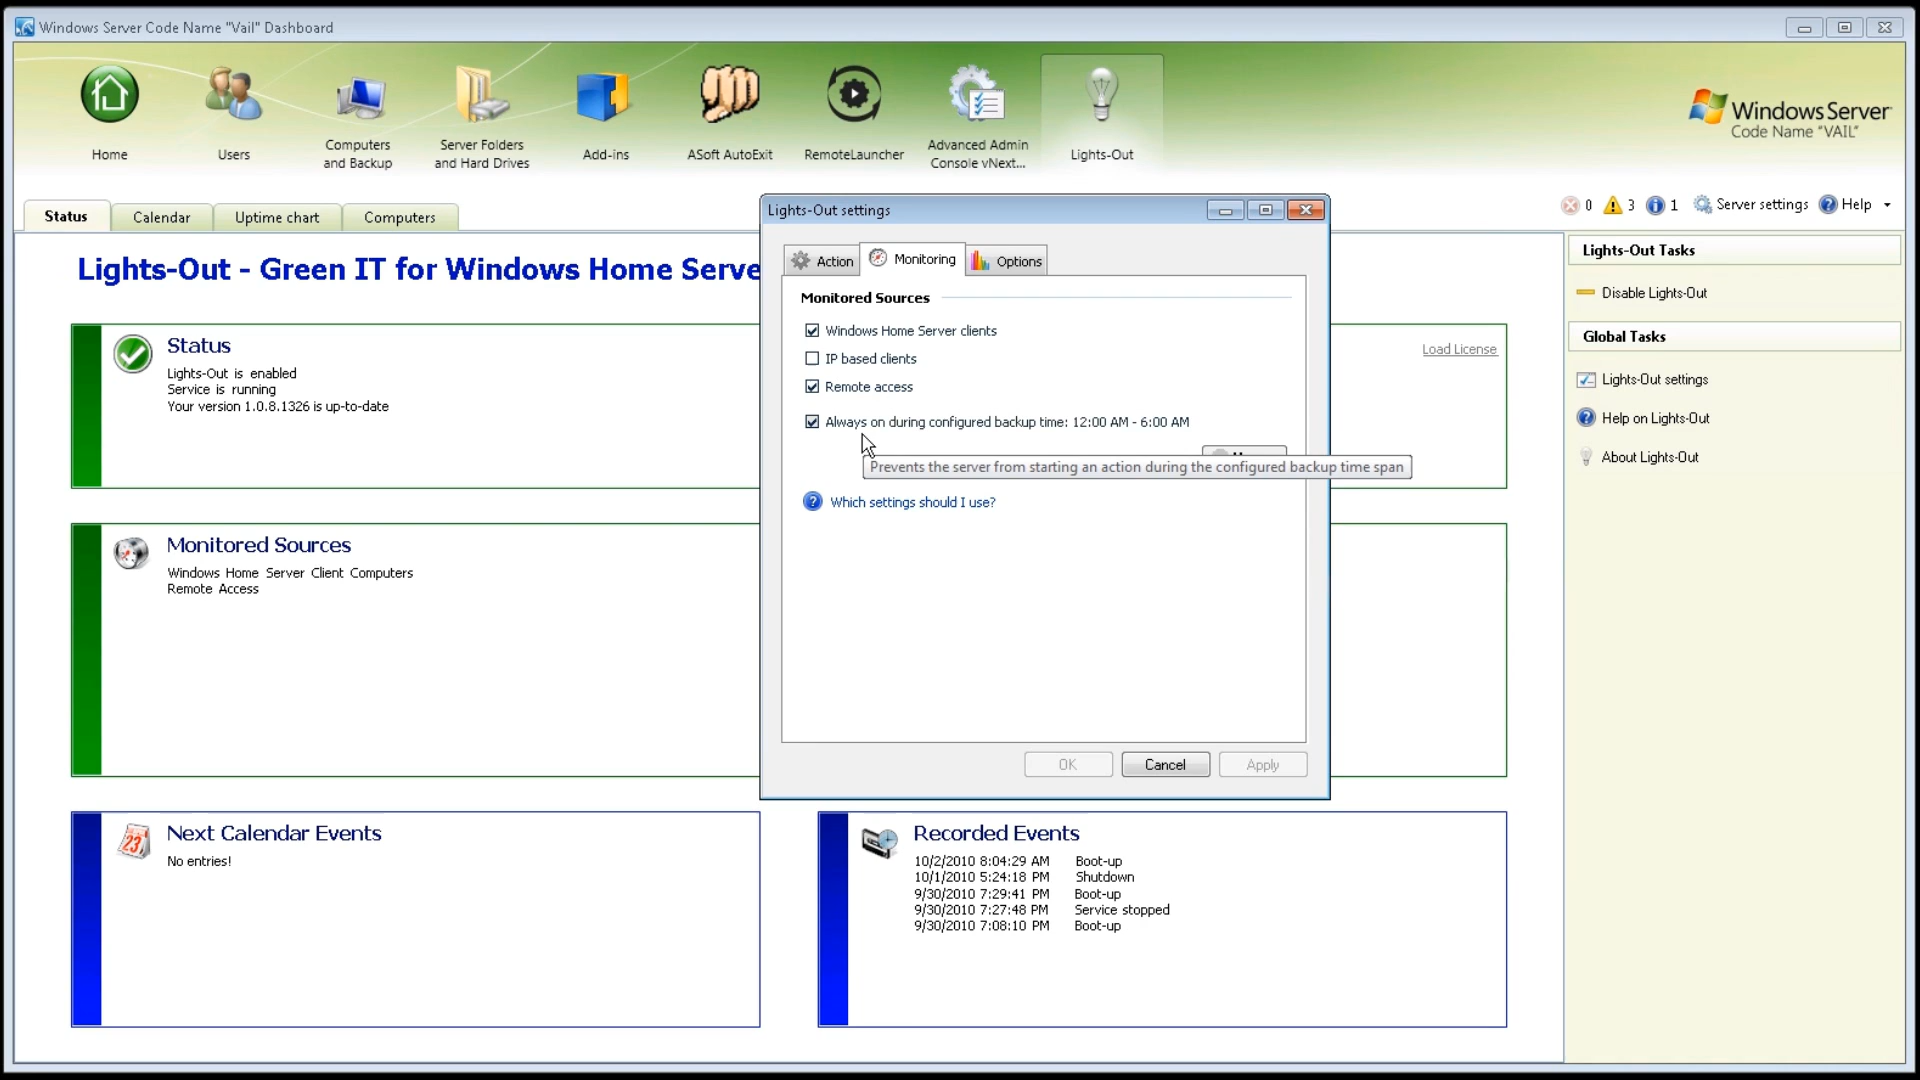 Windows Server Code Name "Vail" Dashboard
Home
Users
Computers
and Backup
Server Folders
and Hard Drives
Add-ins
ASoft AutoExit
RemoteLauncher
Advanced Admin
Console vNext...
Lights-Out
Windows Server
Code Name "VAIL"
Status
Calendar
Uptime chart
Computers
0
3
1
Server settings
Help
Lights-Out - Green IT for Windows Home Serve
Status
Lights-Out is enabled
Service is running
Your version 1.0.8.1326 is up-to-date
Load License
Monitored Sources
Windows Home Server Client Computers
Remote Access
Next Calendar Events
23
No entries!
Recorded Events
10/2/2010 8:04:29 AM Boot-up
10/1/2010 5:24:18 PM Shutdown
9/30/2010 7:29:41 PM Boot-up
9/30/2010 7:27:48 PM Service stopped
9/30/2010 7:08:10 PM Boot-up
Lights-Out settings
Action
Monitoring
Options
Monitored Sources
Windows Home Server clients
IP based clients
Remote access
Always on during configured backup time: 12:00 AM - 6:00 AM
Prevents the server from starting an action during the configured backup time span
Which settings should I use?
OK
Cancel
Apply
Lights-Out Tasks
Disable Lights-Out
Global Tasks
Lights-Out settings
Help on Lights-Out
About Lights-Out